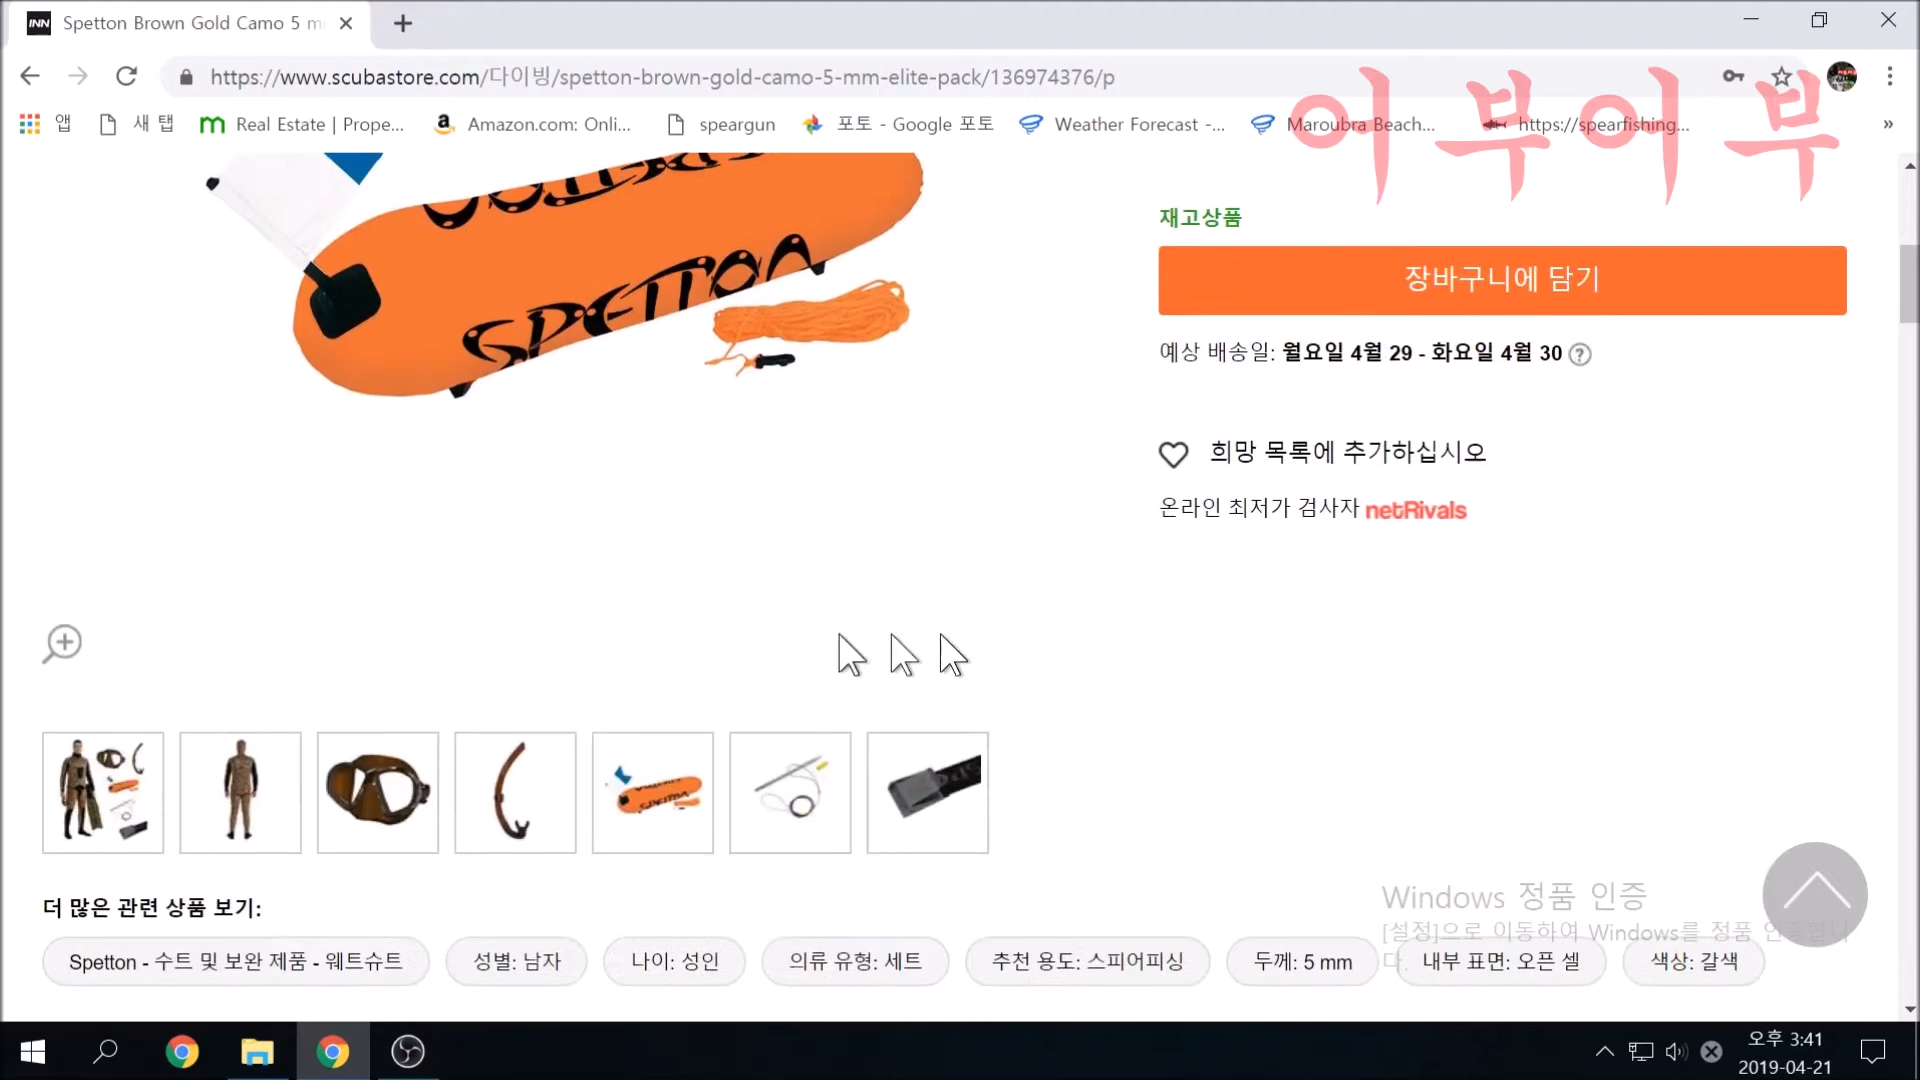 INN Spetton Brown Gold Camo 5 m
https://www.scubastore.com/다이빙/spetton-brown-gold-camo-5-mm-elite-pack/136974376/p
어부어부
앱 새 탭 Real Estate | Prope... Amazon.com: Onli... speargun 포토 - Google 포토 Weather Forecast -... Maroubra Beach... https://spearfishing... »
SPETTON
재고상품
SPETTON
장바구니에 담기
예상 배송일: 월요일 4월 29 - 화요일 4월 30 ?
희망 목록에 추가하십시오
온라인 최저가 검사자 netRivals
SPETTON
더 많은 관련 상품 보기:
Windows 정품 인증
[설정]으로 이동하여 Windows를 정품 인증합니
다.
Spetton - 수트 및 보완 제품 - 웨트슈트 성별: 남자 나이: 성인 의류 유형: 세트 추천 용도: 스피어피싱 두께: 5 mm 내부 표면: 오픈 셀 색상: 갈색
오후 3:41
2019-04-21